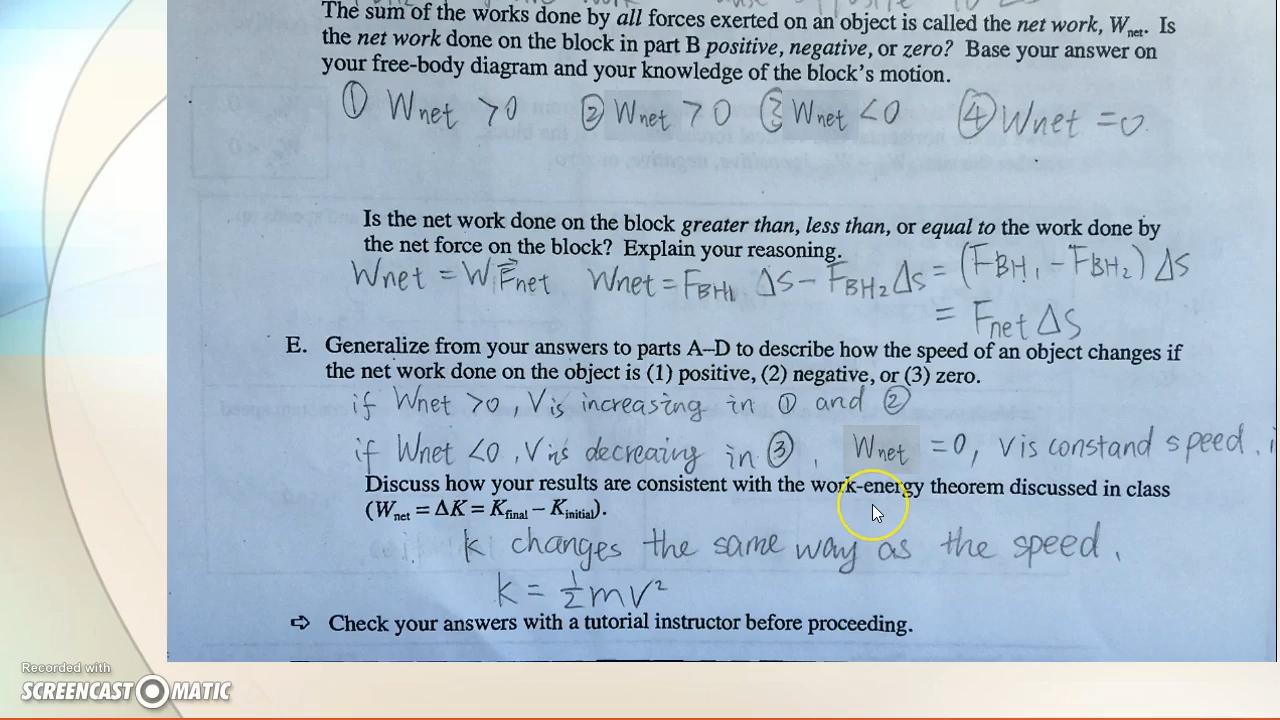 The sum of the works done by all forces exerted on an object is called the net work, Wnet. Is
the net work done on the block in part B positive, negative, or zero? Base your answer on
your free-body diagram and your knowledge of the block's motion.
① Wnet >0 ② Wnet >0 ③ Wnet <0 ④ Wnet =0
Is the net work done on the block greater than, less than, or equal to the work done by
the net force on the block? Explain your reasoning.
Wnet = W, Fnet Wnet = FBH1 ΔS - FBH2 ΔS = (FBH1 - FBH2) ΔS
= Fnet ΔS
E. Generalize from your answers to parts A–D to describe how the speed of an object changes if
the net work done on the object is (1) positive, (2) negative, or (3) zero.
if Wnet >0, V is increasing in ① and ②
if Wnet <0, V is decreaing in ③. Wnet =0, V is constand speed, i
Discuss how your results are consistent with the work-energy theorem discussed in class
(Wnet = ΔK = Kfinal – Kinitial).
k changes the same way as the speed.
k = ½mv²
⇨ Check your answers with a tutorial instructor before proceeding.
Recorded with
SCREENCAST MATIC